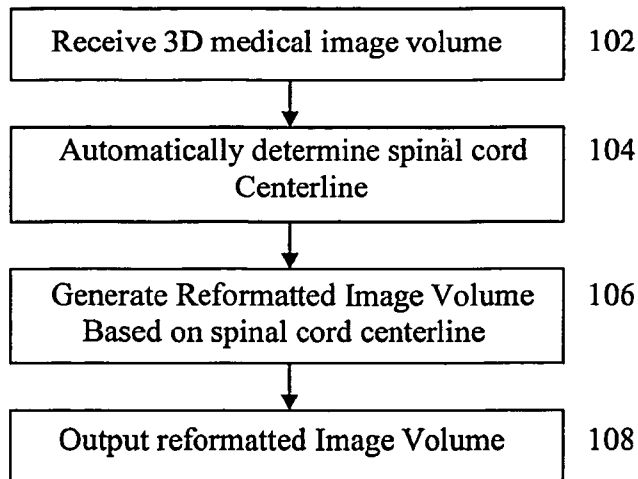 Receive 3D medical image volume 102
Automatically determine spinal cord 104
Centerline
Generate Reformatted Image Volume 106
Based on spinal cord centerline
Output reformatted Image Volume 108